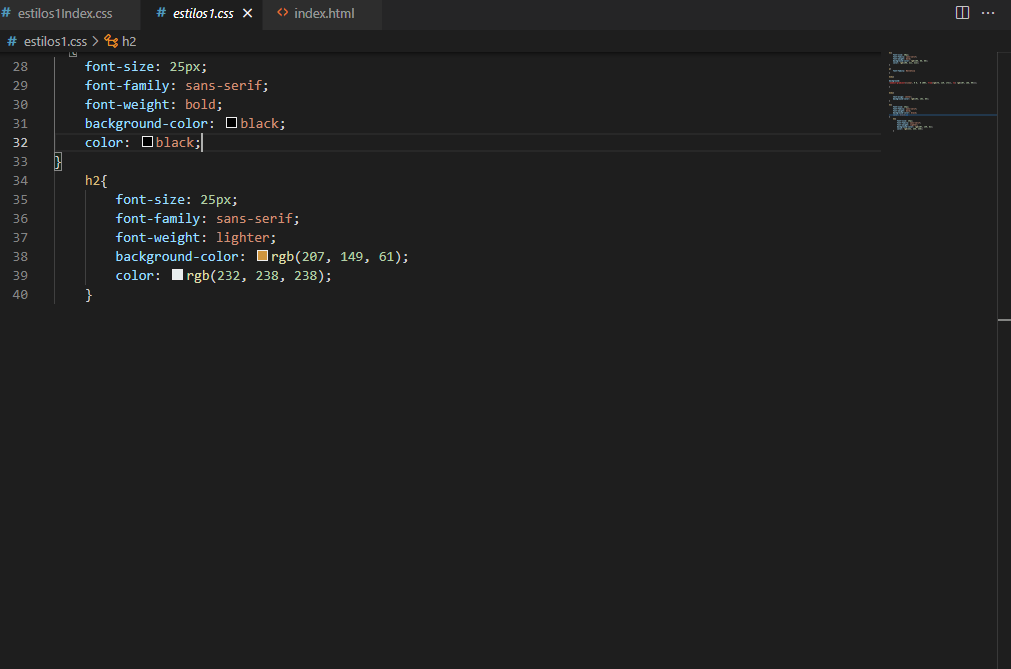 # estilos1Index.css # estilos1.css × <> index.html ...
# estilos1.css > h2
28 font-size: 25px;
29 font-family: sans-serif;
30 font-weight: bold;
31 background-color: black;
32 color: black;
33 }
34 h2{
35 font-size: 25px;
36 font-family: sans-serif;
37 font-weight: lighter;
38 background-color: rgb(207, 149, 61);
39 color: rgb(232, 238, 238);
40 }